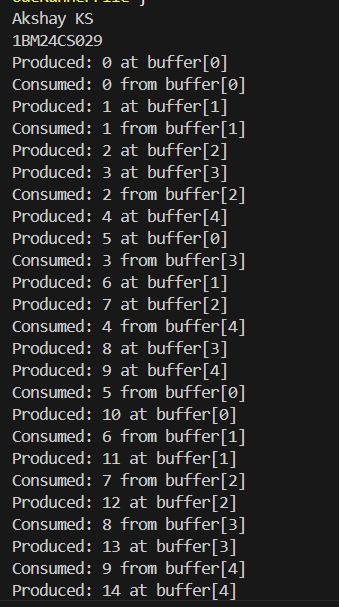 Akshay KS
1BM24CS029
Produced: 0 at buffer[0]
Consumed: 0 from buffer[0]
Produced: 1 at buffer[1]
Consumed: 1 from buffer[1]
Produced: 2 at buffer[2]
Produced: 3 at buffer[3]
Consumed: 2 from buffer[2]
Produced: 4 at buffer[4]
Produced: 5 at buffer[0]
Consumed: 3 from buffer[3]
Produced: 6 at buffer[1]
Produced: 7 at buffer[2]
Consumed: 4 from buffer[4]
Produced: 8 at buffer[3]
Produced: 9 at buffer[4]
Consumed: 5 from buffer[0]
Produced: 10 at buffer[0]
Consumed: 6 from buffer[1]
Produced: 11 at buffer[1]
Consumed: 7 from buffer[2]
Produced: 12 at buffer[2]
Consumed: 8 from buffer[3]
Produced: 13 at buffer[3]
Consumed: 9 from buffer[4]
Produced: 14 at buffer[4]